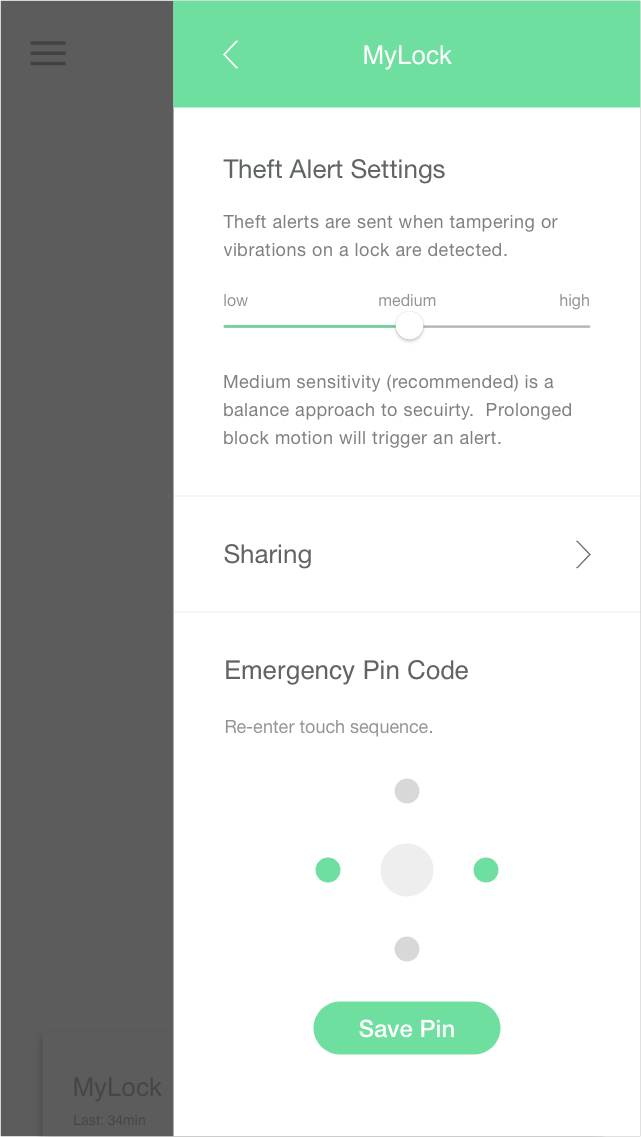 MyLock
Theft Alert Settings
Theft alerts are sent when tampering or
vibrations on a lock are detected.
low medium high
Medium sensitivity (recommended) is a
balance approach to secuirty.  Prolonged
block motion will trigger an alert.
Sharing
Emergency Pin Code
Re-enter touch sequence.
Save Pin
MyLock
Last: 34min